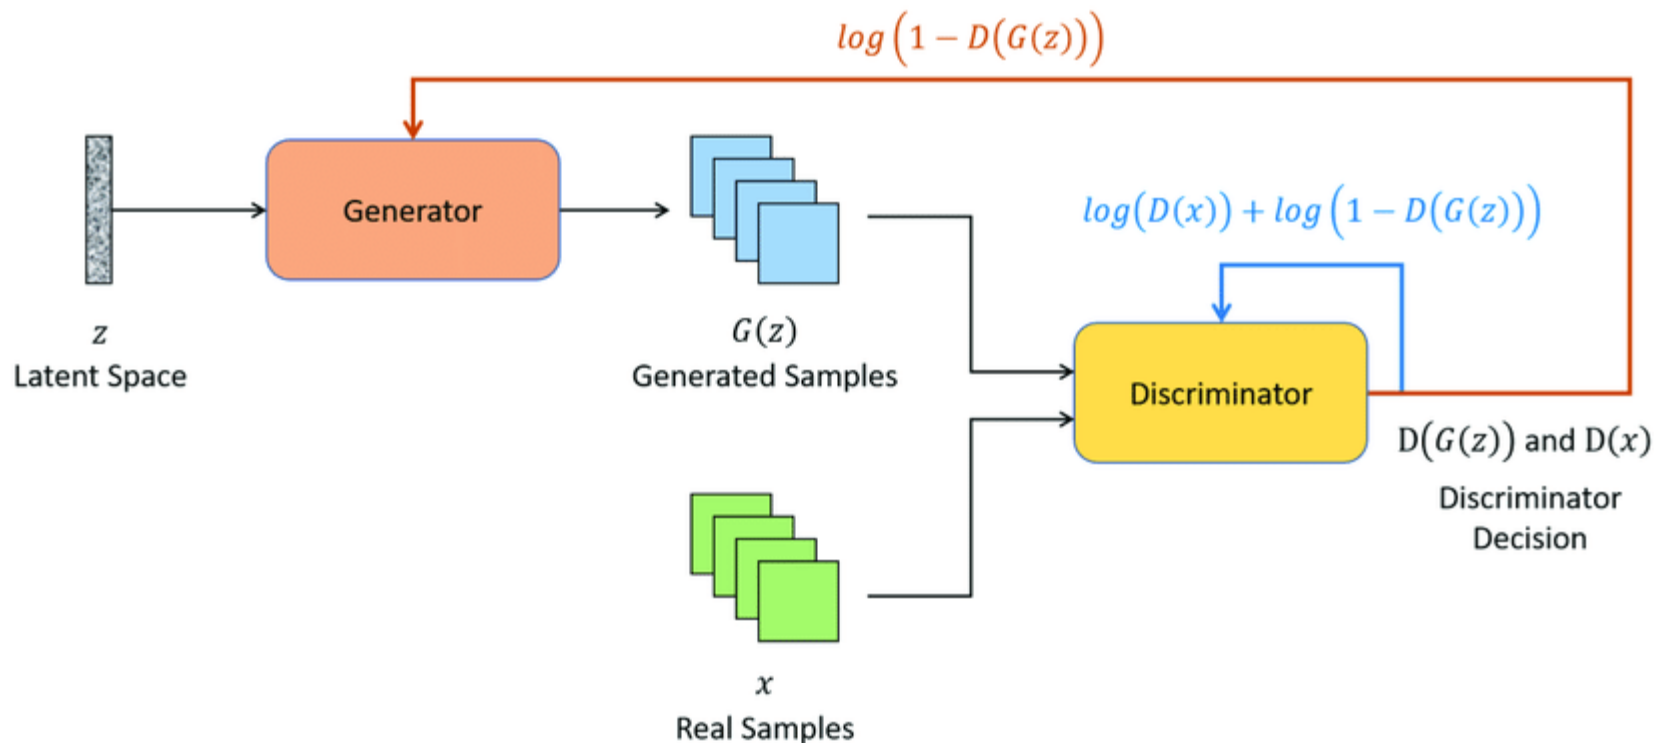 log(1 − D(G(z)))
Generator
z
Latent Space
G(z)
Generated Samples
log(D(x)) + log(1 − D(G(z)))
Discriminator
D(G(z)) and D(x)
Discriminator
Decision
x
Real Samples